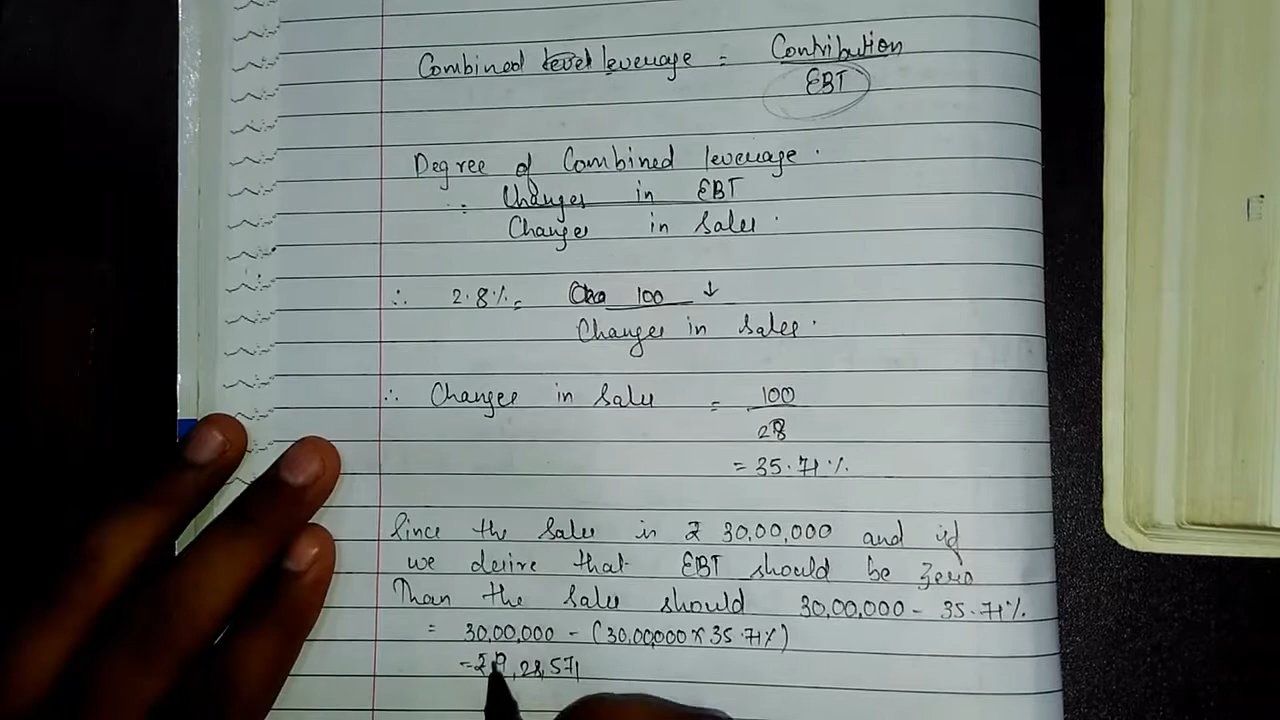 Combined level leverage = Contribution
EBT
Degree of Combined leverage.
= Changes in EBT
Changes in Sales.
∴ 2.8% = 100 ↓
Changes in Sales.
∴ Changes in Sales = 100
28
= 35.71%
Since the Sales is ₹ 30,00,000 and if
we desire that EBT should be Zero
Than the Sales should 30,00,000 - 35.71%.
= 30,00,000 - (30,00,000 x 35.71%)
= ₹ 19,28,571